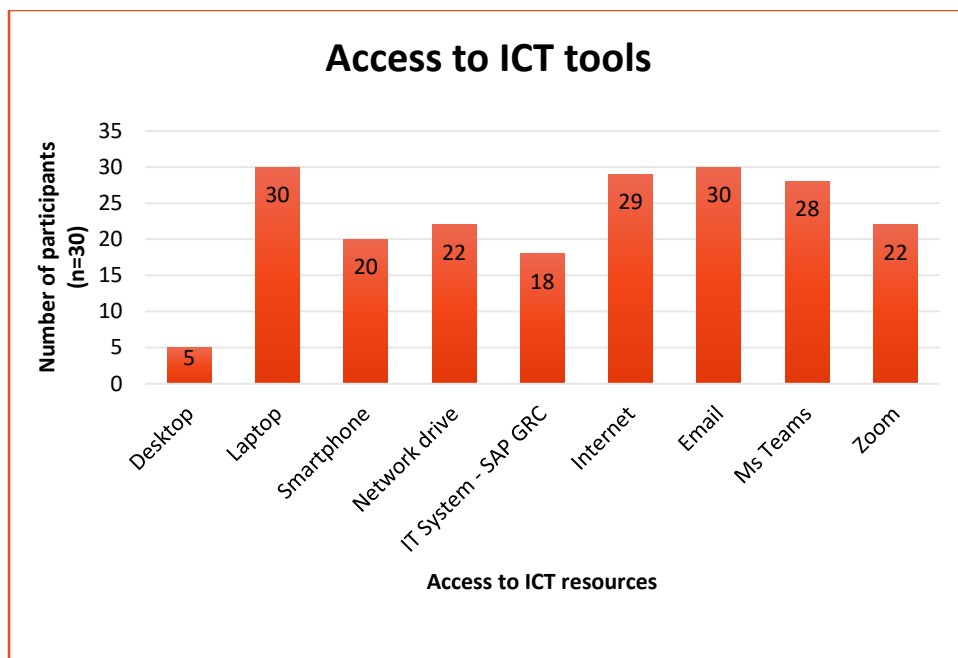 Access to ICT tools
Number of participants
(n=30)
35
30
25
20
15
10
5
0
5
30
20
22
18
29
30
28
22
Desktop
Laptop
Smartphone
Network drive
IT System - SAP GRC
Internet
Email
Ms Teams
Zoom
Access to ICT resources